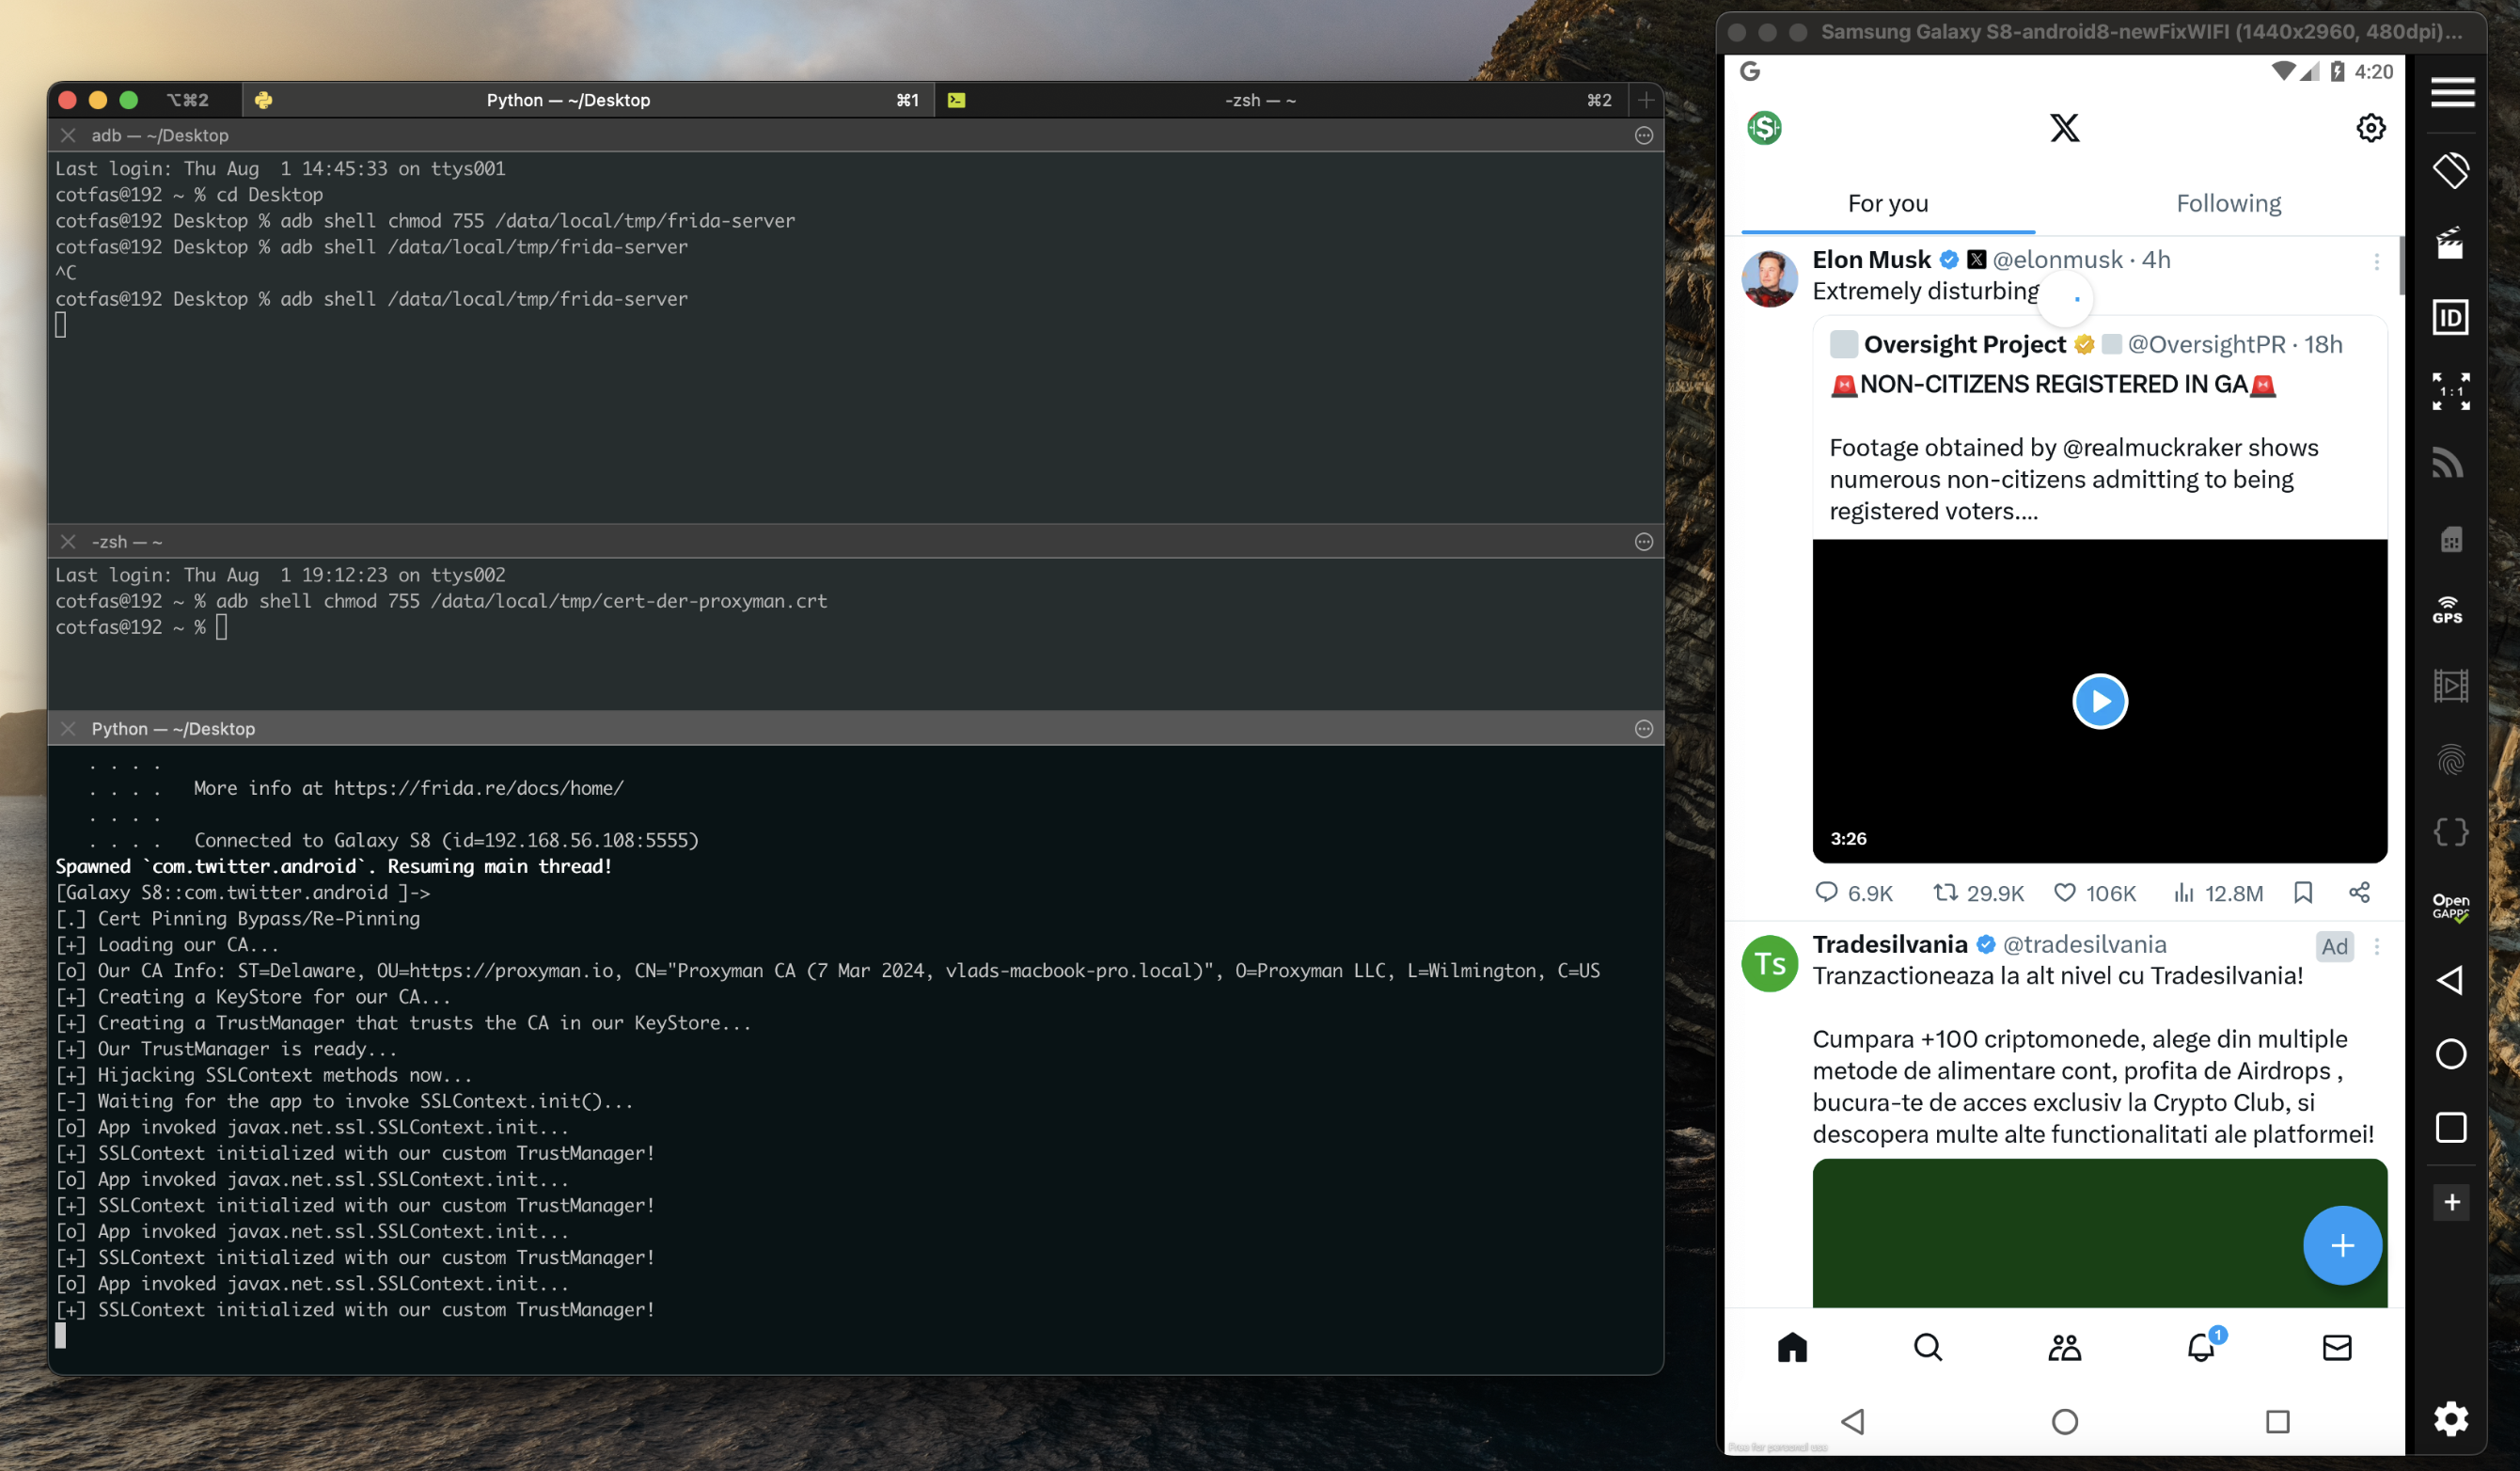 ⌥⌘2
Python — ~/Desktop
⌘1
-zsh — ~
⌘2
adb — ~/Desktop
Last login: Thu Aug  1 14:45:33 on ttys001
cotfas@192 ~ % cd Desktop
cotfas@192 Desktop % adb shell chmod 755 /data/local/tmp/frida-server
cotfas@192 Desktop % adb shell /data/local/tmp/frida-server
^C
cotfas@192 Desktop % adb shell /data/local/tmp/frida-server
-zsh — ~
Last login: Thu Aug  1 19:12:23 on ttys002
cotfas@192 ~ % adb shell chmod 755 /data/local/tmp/cert-der-proxyman.crt
cotfas@192 ~ %
Python — ~/Desktop
. . . .
. . . .   More info at https://frida.re/docs/home/
. . . .
. . . .   Connected to Galaxy S8 (id=192.168.56.108:5555)
Spawned `com.twitter.android`. Resuming main thread!
[Galaxy S8::com.twitter.android ]->
[.] Cert Pinning Bypass/Re-Pinning
[+] Loading our CA...
[o] Our CA Info: ST=Delaware, OU=https://proxyman.io, CN="Proxyman CA (7 Mar 2024, vlads-macbook-pro.local)", O=Proxyman LLC, L=Wilmington, C=US
[+] Creating a KeyStore for our CA...
[+] Creating a TrustManager that trusts the CA in our KeyStore...
[+] Our TrustManager is ready...
[+] Hijacking SSLContext methods now...
[-] Waiting for the app to invoke SSLContext.init()...
[o] App invoked javax.net.ssl.SSLContext.init...
[+] SSLContext initialized with our custom TrustManager!
[o] App invoked javax.net.ssl.SSLContext.init...
[+] SSLContext initialized with our custom TrustManager!
[o] App invoked javax.net.ssl.SSLContext.init...
[+] SSLContext initialized with our custom TrustManager!
[o] App invoked javax.net.ssl.SSLContext.init...
[+] SSLContext initialized with our custom TrustManager!
Samsung Galaxy S8-android8-newFixWIFI (1440x2960, 480dpi)...
G
4:20
X
For you
Following
Elon Musk @elonmusk · 4h
Extremely disturbing
Oversight Project @OversightPR · 18h
🚨NON-CITIZENS REGISTERED IN GA🚨
Footage obtained by @realmuckraker shows
numerous non-citizens admitting to being
registered voters....
3:26
6.9K
29.9K
106K
12.8M
Tradesilvania @tradesilvania
Ad
Ts
Tranzactioneaza la alt nivel cu Tradesilvania!
Cumpara +100 criptomonede, alege din multiple
metode de alimentare cont, profita de Airdrops ,
bucura-te de acces exclusiv la Crypto Club, si
descopera multe alte functionalitati ale platformei!
1
Free for personal use
ID
1:1
GPS
Open
GAPPS